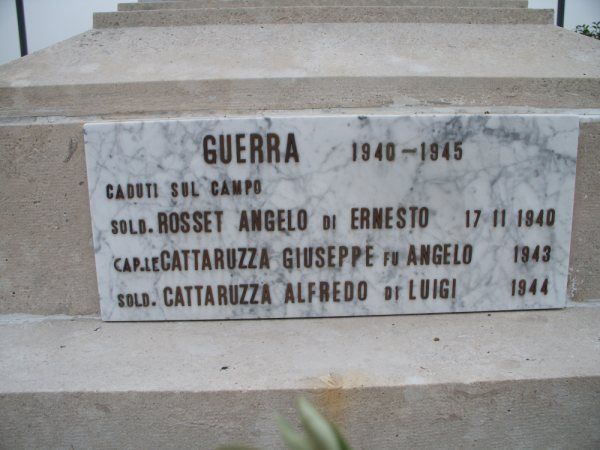 GUERRA 1940-1945
CADUTI SUL CAMPO
SOLD. ROSSET ANGELO DI ERNESTO 17 11 1940
CAP.LE CATTARUZZA GIUSEPPE FU ANGELO 1943
SOLD. CATTARUZZA ALFREDO DI LUIGI 1944